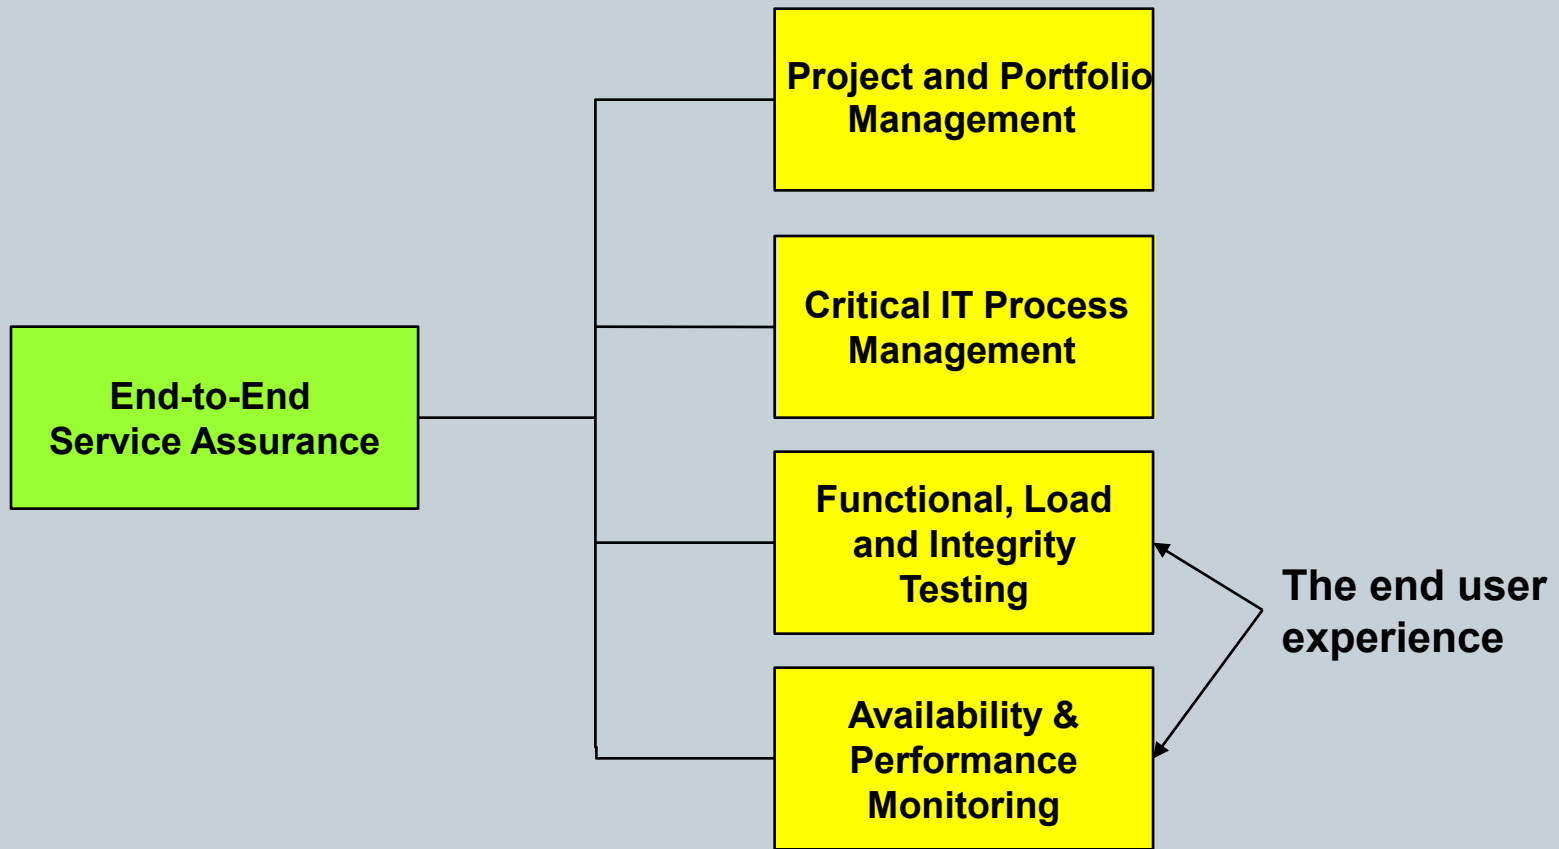 Project and Portfolio
Management
Critical IT Process
Management
End-to-End
Service Assurance
Functional, Load
and Integrity
Testing
The end user
experience
Availability &
Performance
Monitoring